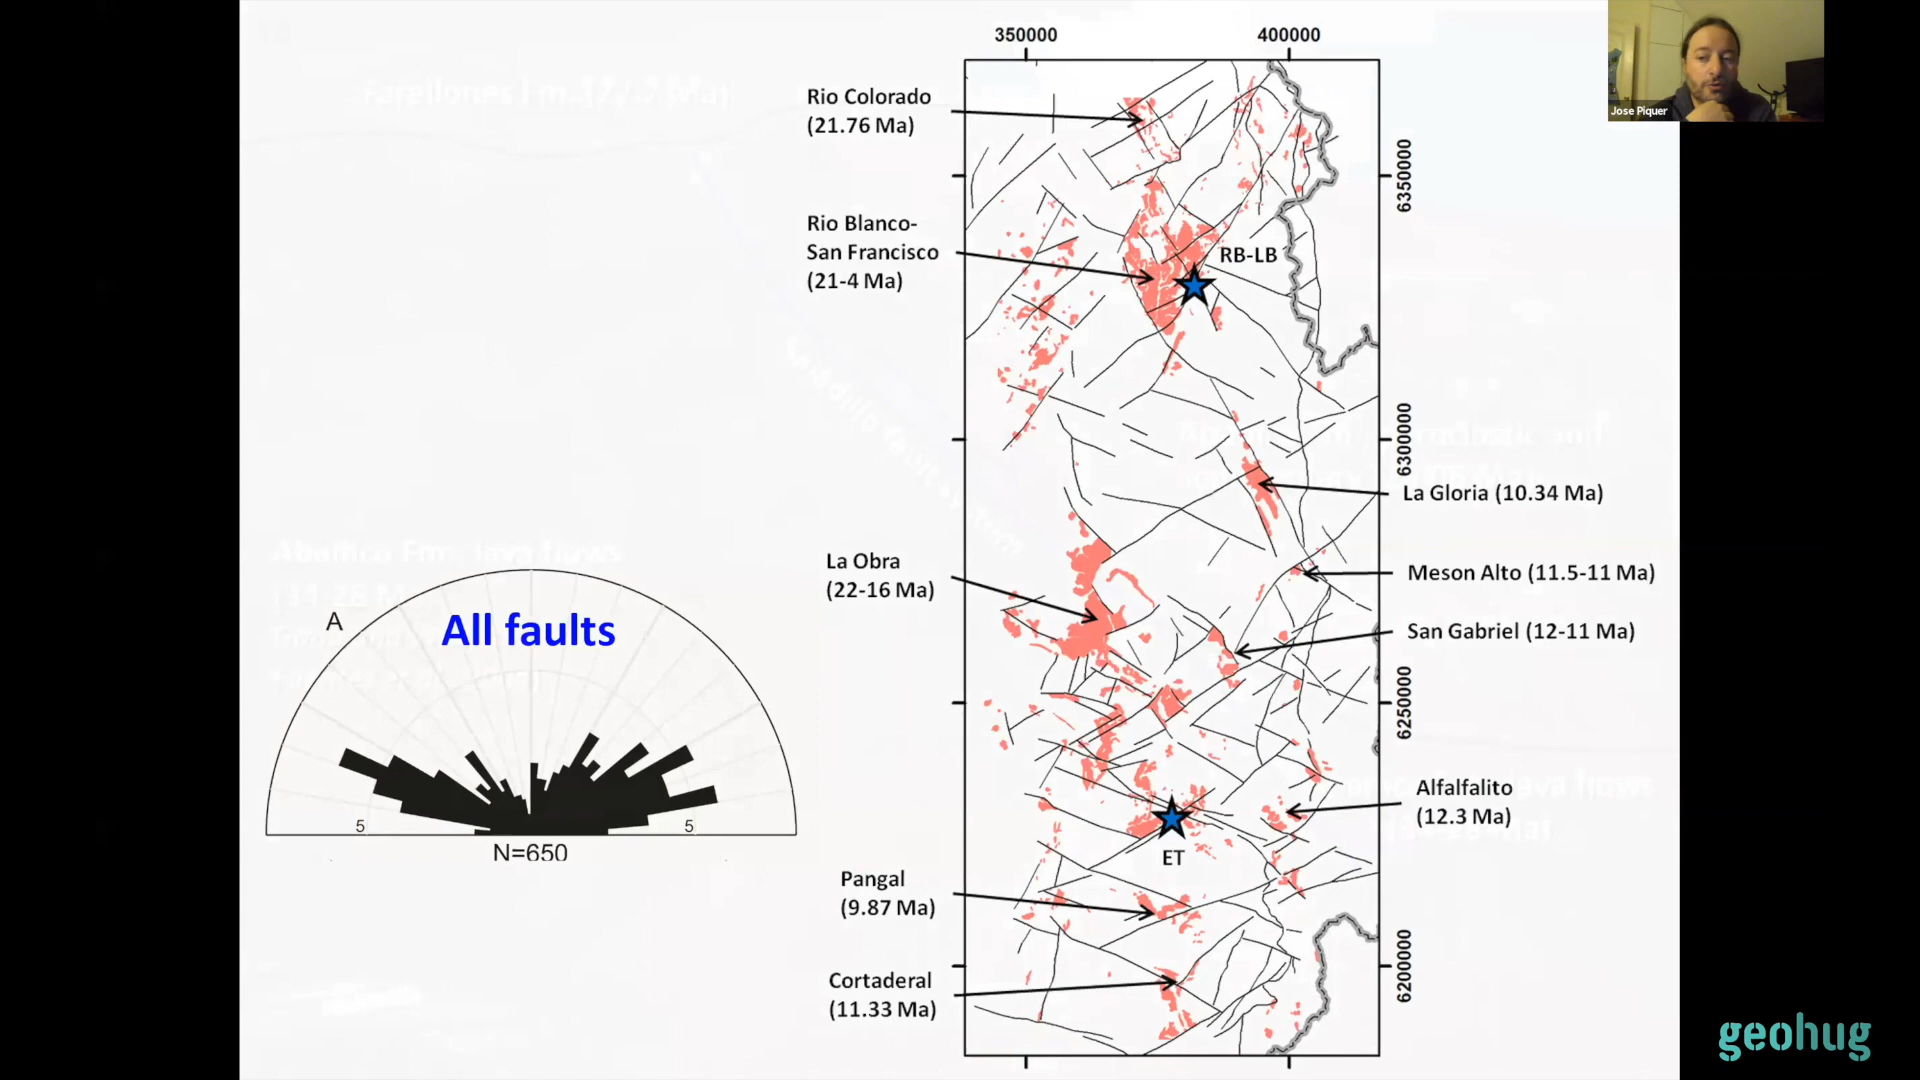 350000
400000
Jose Piquer
Rio Colorado
(21.76 Ma)
6350000
Rio Blanco-
San Francisco
(21-4 Ma)
RB-LB
6300000
La Gloria (10.34 Ma)
La Obra
(22-16 Ma)
Meson Alto (11.5-11 Ma)
San Gabriel (12-11 Ma)
A
All faults
6250000
Alfalfalito
(12.3 Ma)
5
5
N=650
ET
Pangal
(9.87 Ma)
6200000
Cortaderal
(11.33 Ma)
geohug